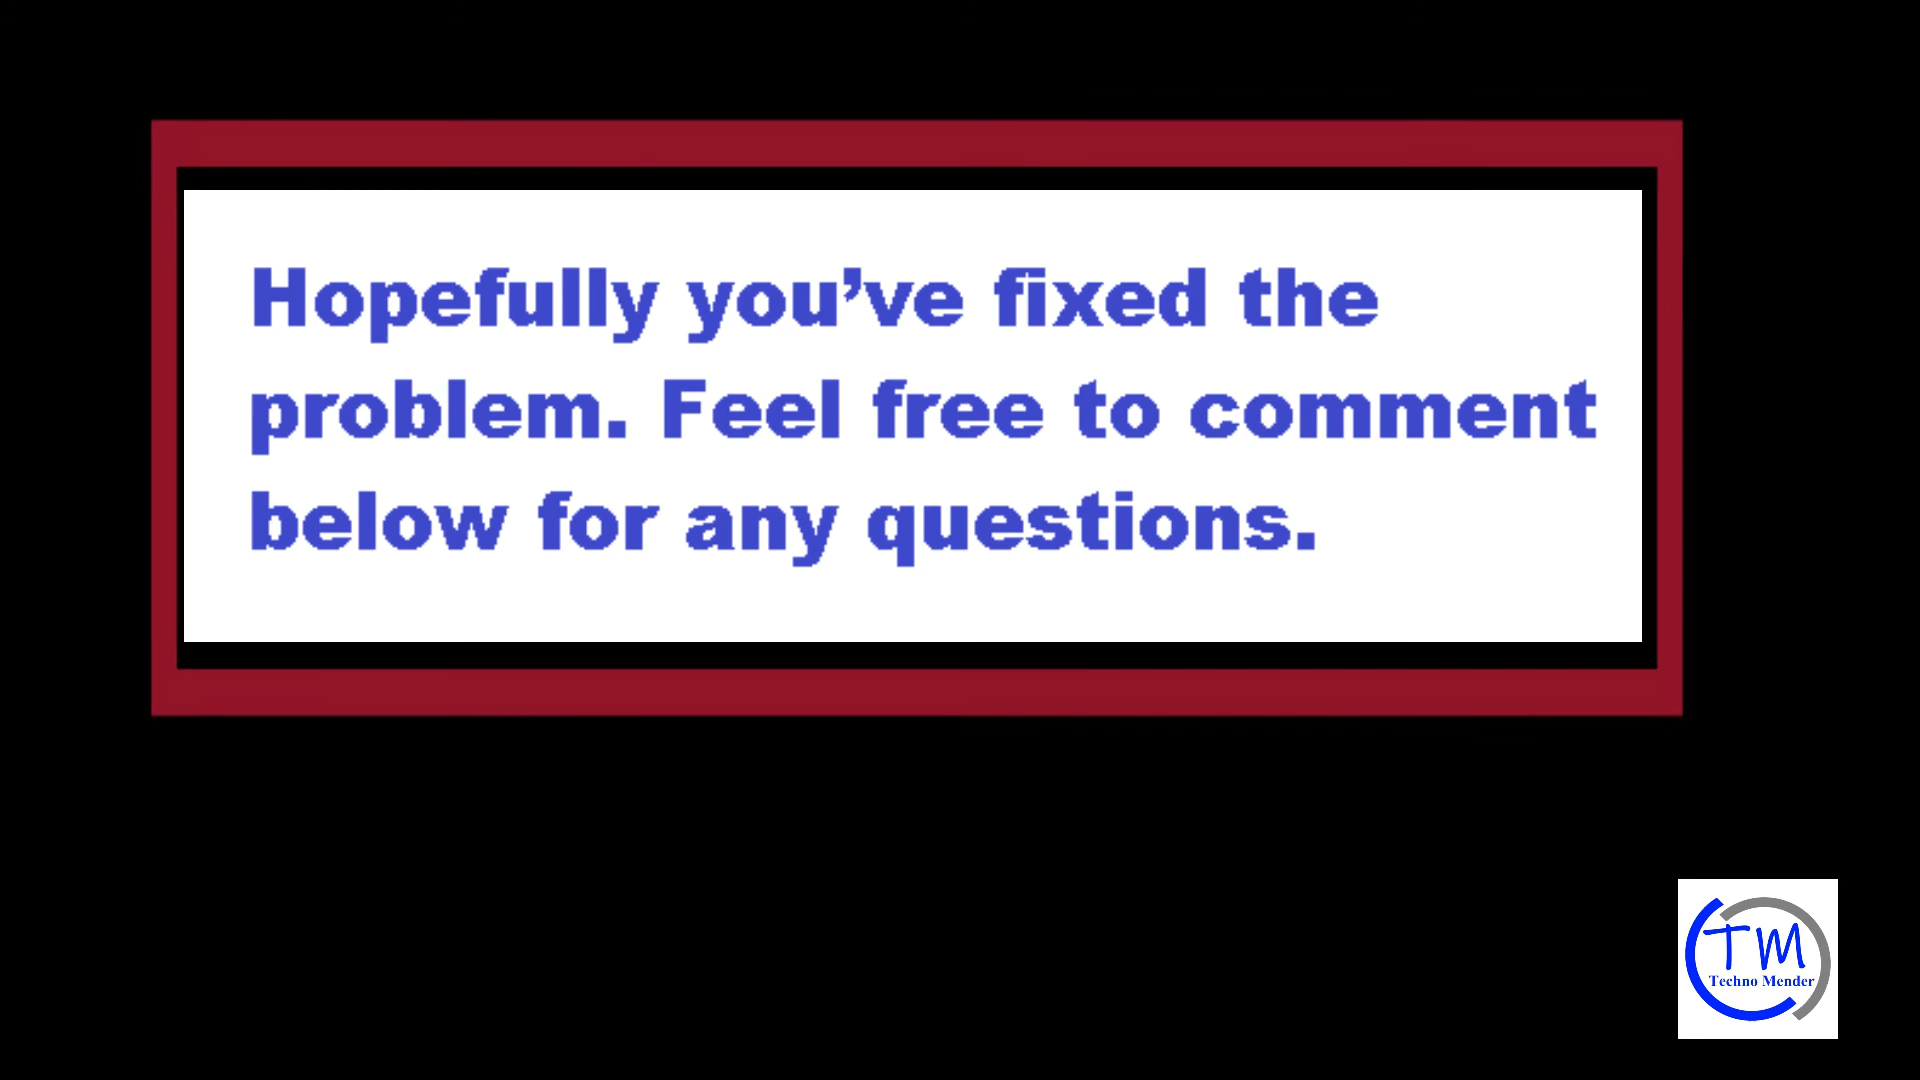 Hopefully you’ve fixed the
problem. Feel free to comment
below for any questions.
TM
Techno Mender